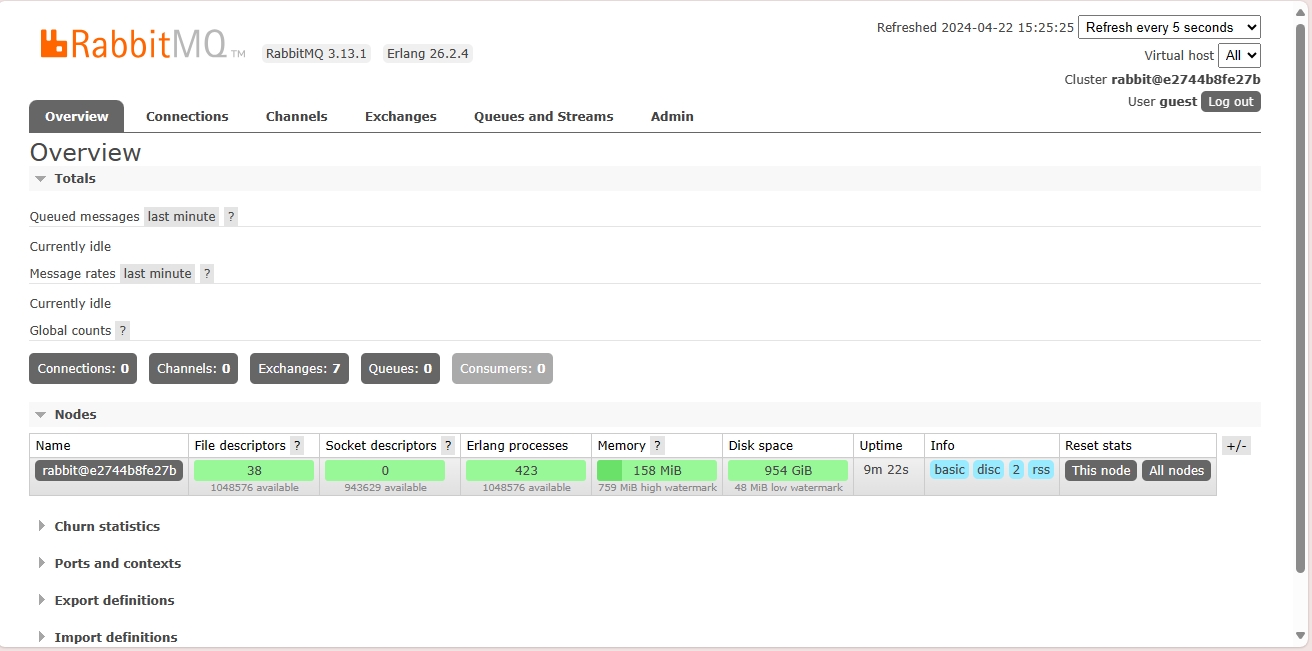 RabbitMQ TM RabbitMQ 3.13.1 Erlang 26.2.4
Refreshed 2024-04-22 15:25:25 Refresh every 5 seconds
Virtual host All
Cluster rabbit@e2744b8fe27b
User guest Log out
Overview Connections Channels Exchanges Queues and Streams Admin
Overview
Totals
Queued messages last minute ?
Currently idle
Message rates last minute ?
Currently idle
Global counts ?
Connections: 0 Channels: 0 Exchanges: 7 Queues: 0 Consumers: 0
Nodes
Name File descriptors ? Socket descriptors ? Erlang processes Memory ? Disk space Uptime Info Reset stats +/-
rabbit@e2744b8fe27b 38 0 423 158 MiB 954 GiB 9m 22s basic disc 2 rss This node All nodes
1048576 available 943629 available 1048576 available 759 MiB high watermark 48 MiB low watermark
Churn statistics
Ports and contexts
Export definitions
Import definitions